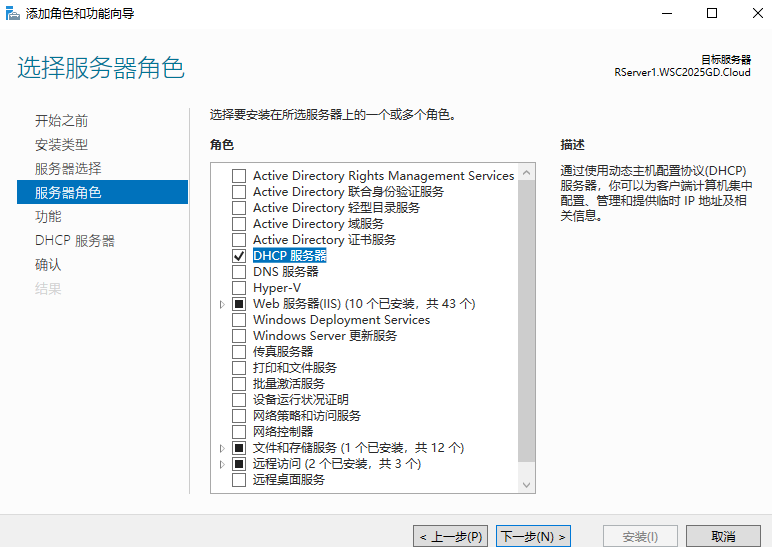 添加角色和功能向导
选择服务器角色
目标服务器
RServer1.WSC2025GD.Cloud
开始之前
安装类型
服务器选择
服务器角色
功能
DHCP 服务器
确认
结果
选择要安装在所选服务器上的一个或多个角色。
角色
Active Directory Rights Management Services
Active Directory 联合身份验证服务
Active Directory 轻型目录服务
Active Directory 域服务
Active Directory 证书服务
DHCP 服务器
DNS 服务器
Hyper-V
Web 服务器(IIS) (10 个已安装，共 43 个)
Windows Deployment Services
Windows Server 更新服务
传真服务器
打印和文件服务
批量激活服务
设备运行状况证明
网络策略和访问服务
网络控制器
文件和存储服务 (1 个已安装，共 12 个)
远程访问 (2 个已安装，共 3 个)
远程桌面服务
描述
通过使用动态主机配置协议(DHCP)
服务器，你可以为客户端计算机集中
配置、管理和提供临时 IP 地址及相
关信息。
< 上一步(P)
下一步(N) >
安装(I)
取消